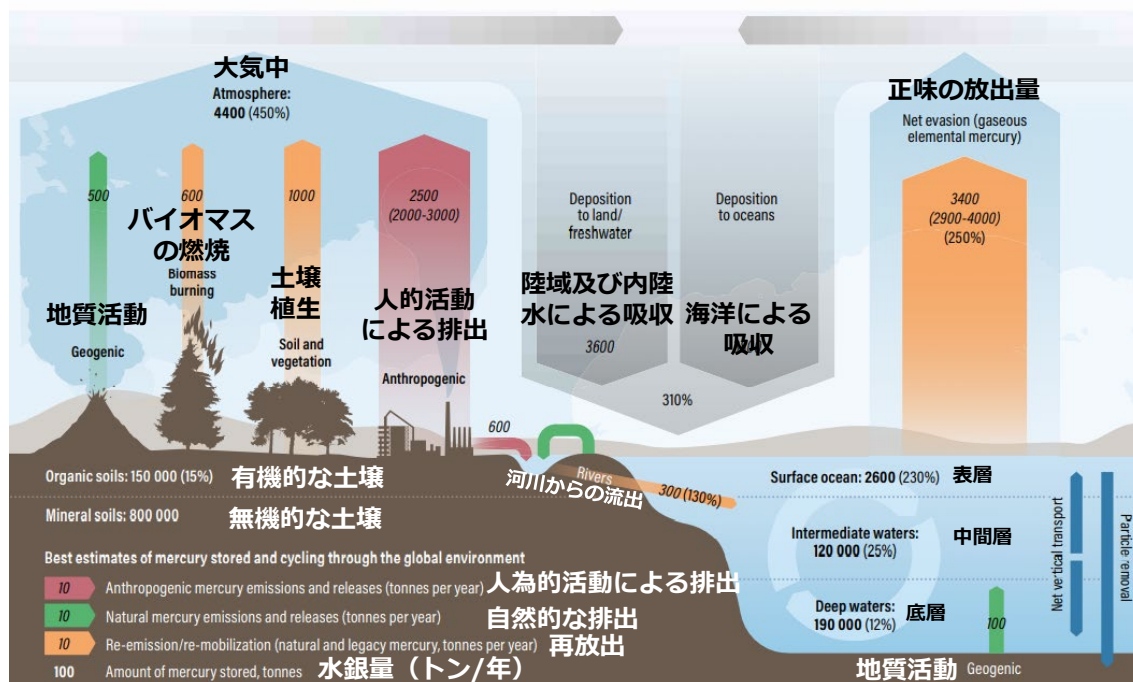 大気中
Atmosphere:
4400 (450%)
500
600
1000
2500
(2000-3000)
バイオマス
の燃焼
Biomass
burning
地質活動
Geogenic
土壌
植生
Soil and
vegetation
人的活動
による排出
Anthropogenic
Deposition
to land/
freshwater
陸域及び内陸
水による吸収
3600
Deposition
to oceans
海洋による
吸収
310%
正味の放出量
Net evasion (gaseous
elemental mercury)
3400
(2900-4000)
(250%)
600
Organic soils: 150 000 (15%) 有機的な土壌
Mineral soils: 800 000 無機的な土壌
Rivers
河川からの流出
300 (130%)
Surface ocean: 2600 (230%) 表層
Intermediate waters:
120 000 (25%)
中間層
Deep waters:
190 000 (12%)
底層
100
地質活動 Geogenic
Net vertical transport
Particle removal
Best estimates of mercury stored and cycling through the global environment
10 Anthropogenic mercury emissions and releases (tonnes per year) 人為的活動による排出
10 Natural mercury emissions and releases (tonnes per year) 自然的な排出
10 Re-emission/re-mobilization (natural and legacy mercury, tonnes per year) 再放出
100 Amount of mercury stored, tonnes 水銀量（トン/年）